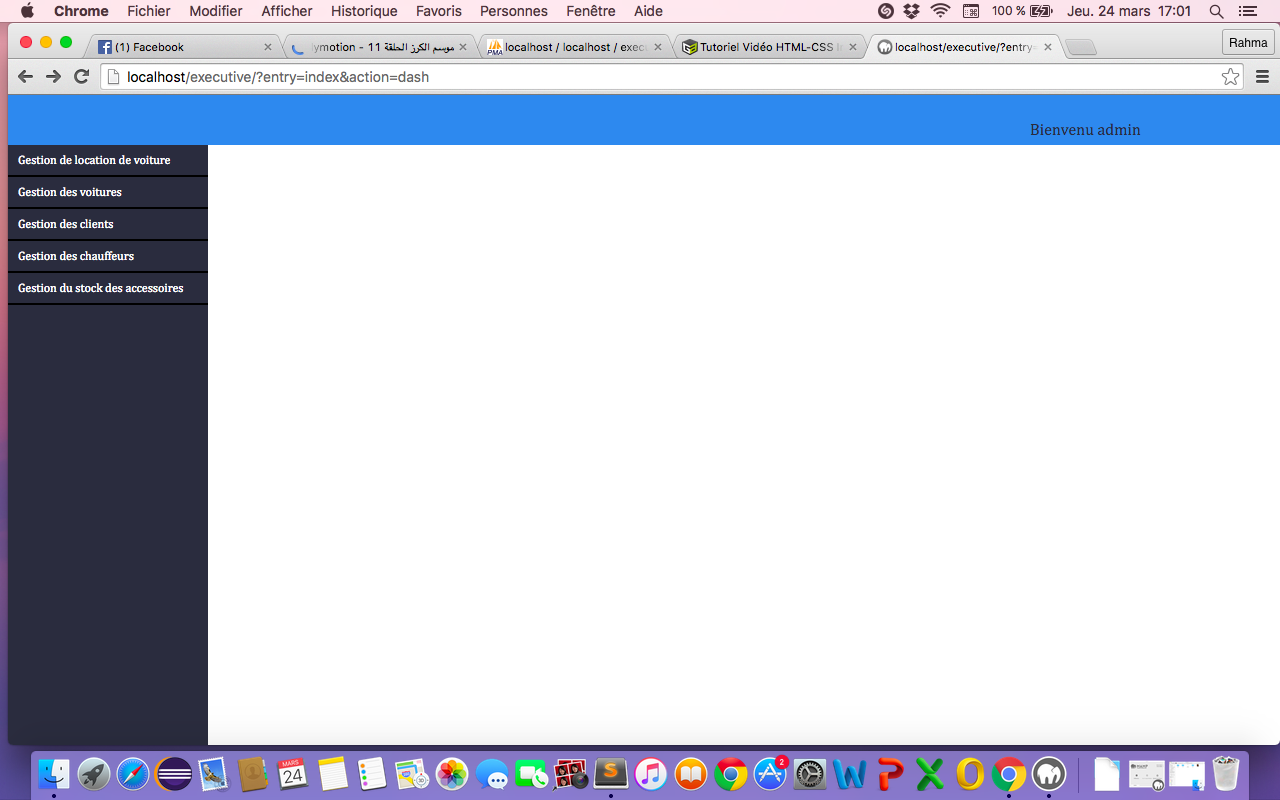 Chrome Fichier Modifier Afficher Historique Favoris Personnes Fenêtre Aide 100 % Jeu. 24 mars 17:01
(1) Facebook
ymotion - 11 موسم الكرز الحلقة
PMA localhost / localhost / exec
Tutoriel Vidéo HTML-CSS
localhost/executive/?entry=
Rahma
localhost/executive/?entry=index&action=dash
Bienvenu admin
Gestion de location de voiture
Gestion des voitures
Gestion des clients
Gestion des chauffeurs
Gestion du stock des accessoires
MARS
24
2